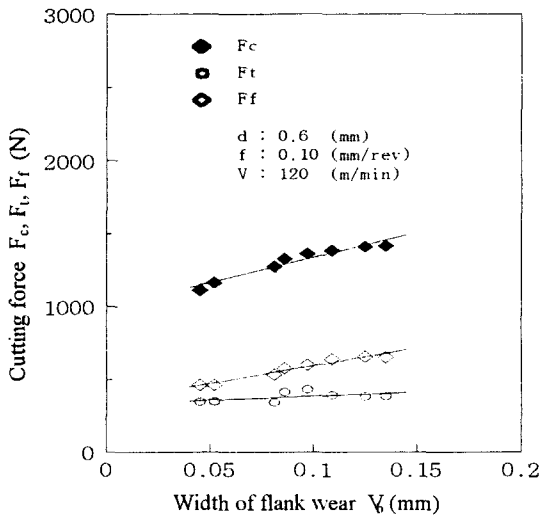 3000
2000
1000
0
Cutting force Fc, Ft, Ff (N)
Fc
Ft
Ff
d : 0.6 (mm)
f : 0.10 (mm/rev)
V : 120 (m/min)
0 0.05 0.1 0.15 0.2
Width of flank wear Vb (mm)